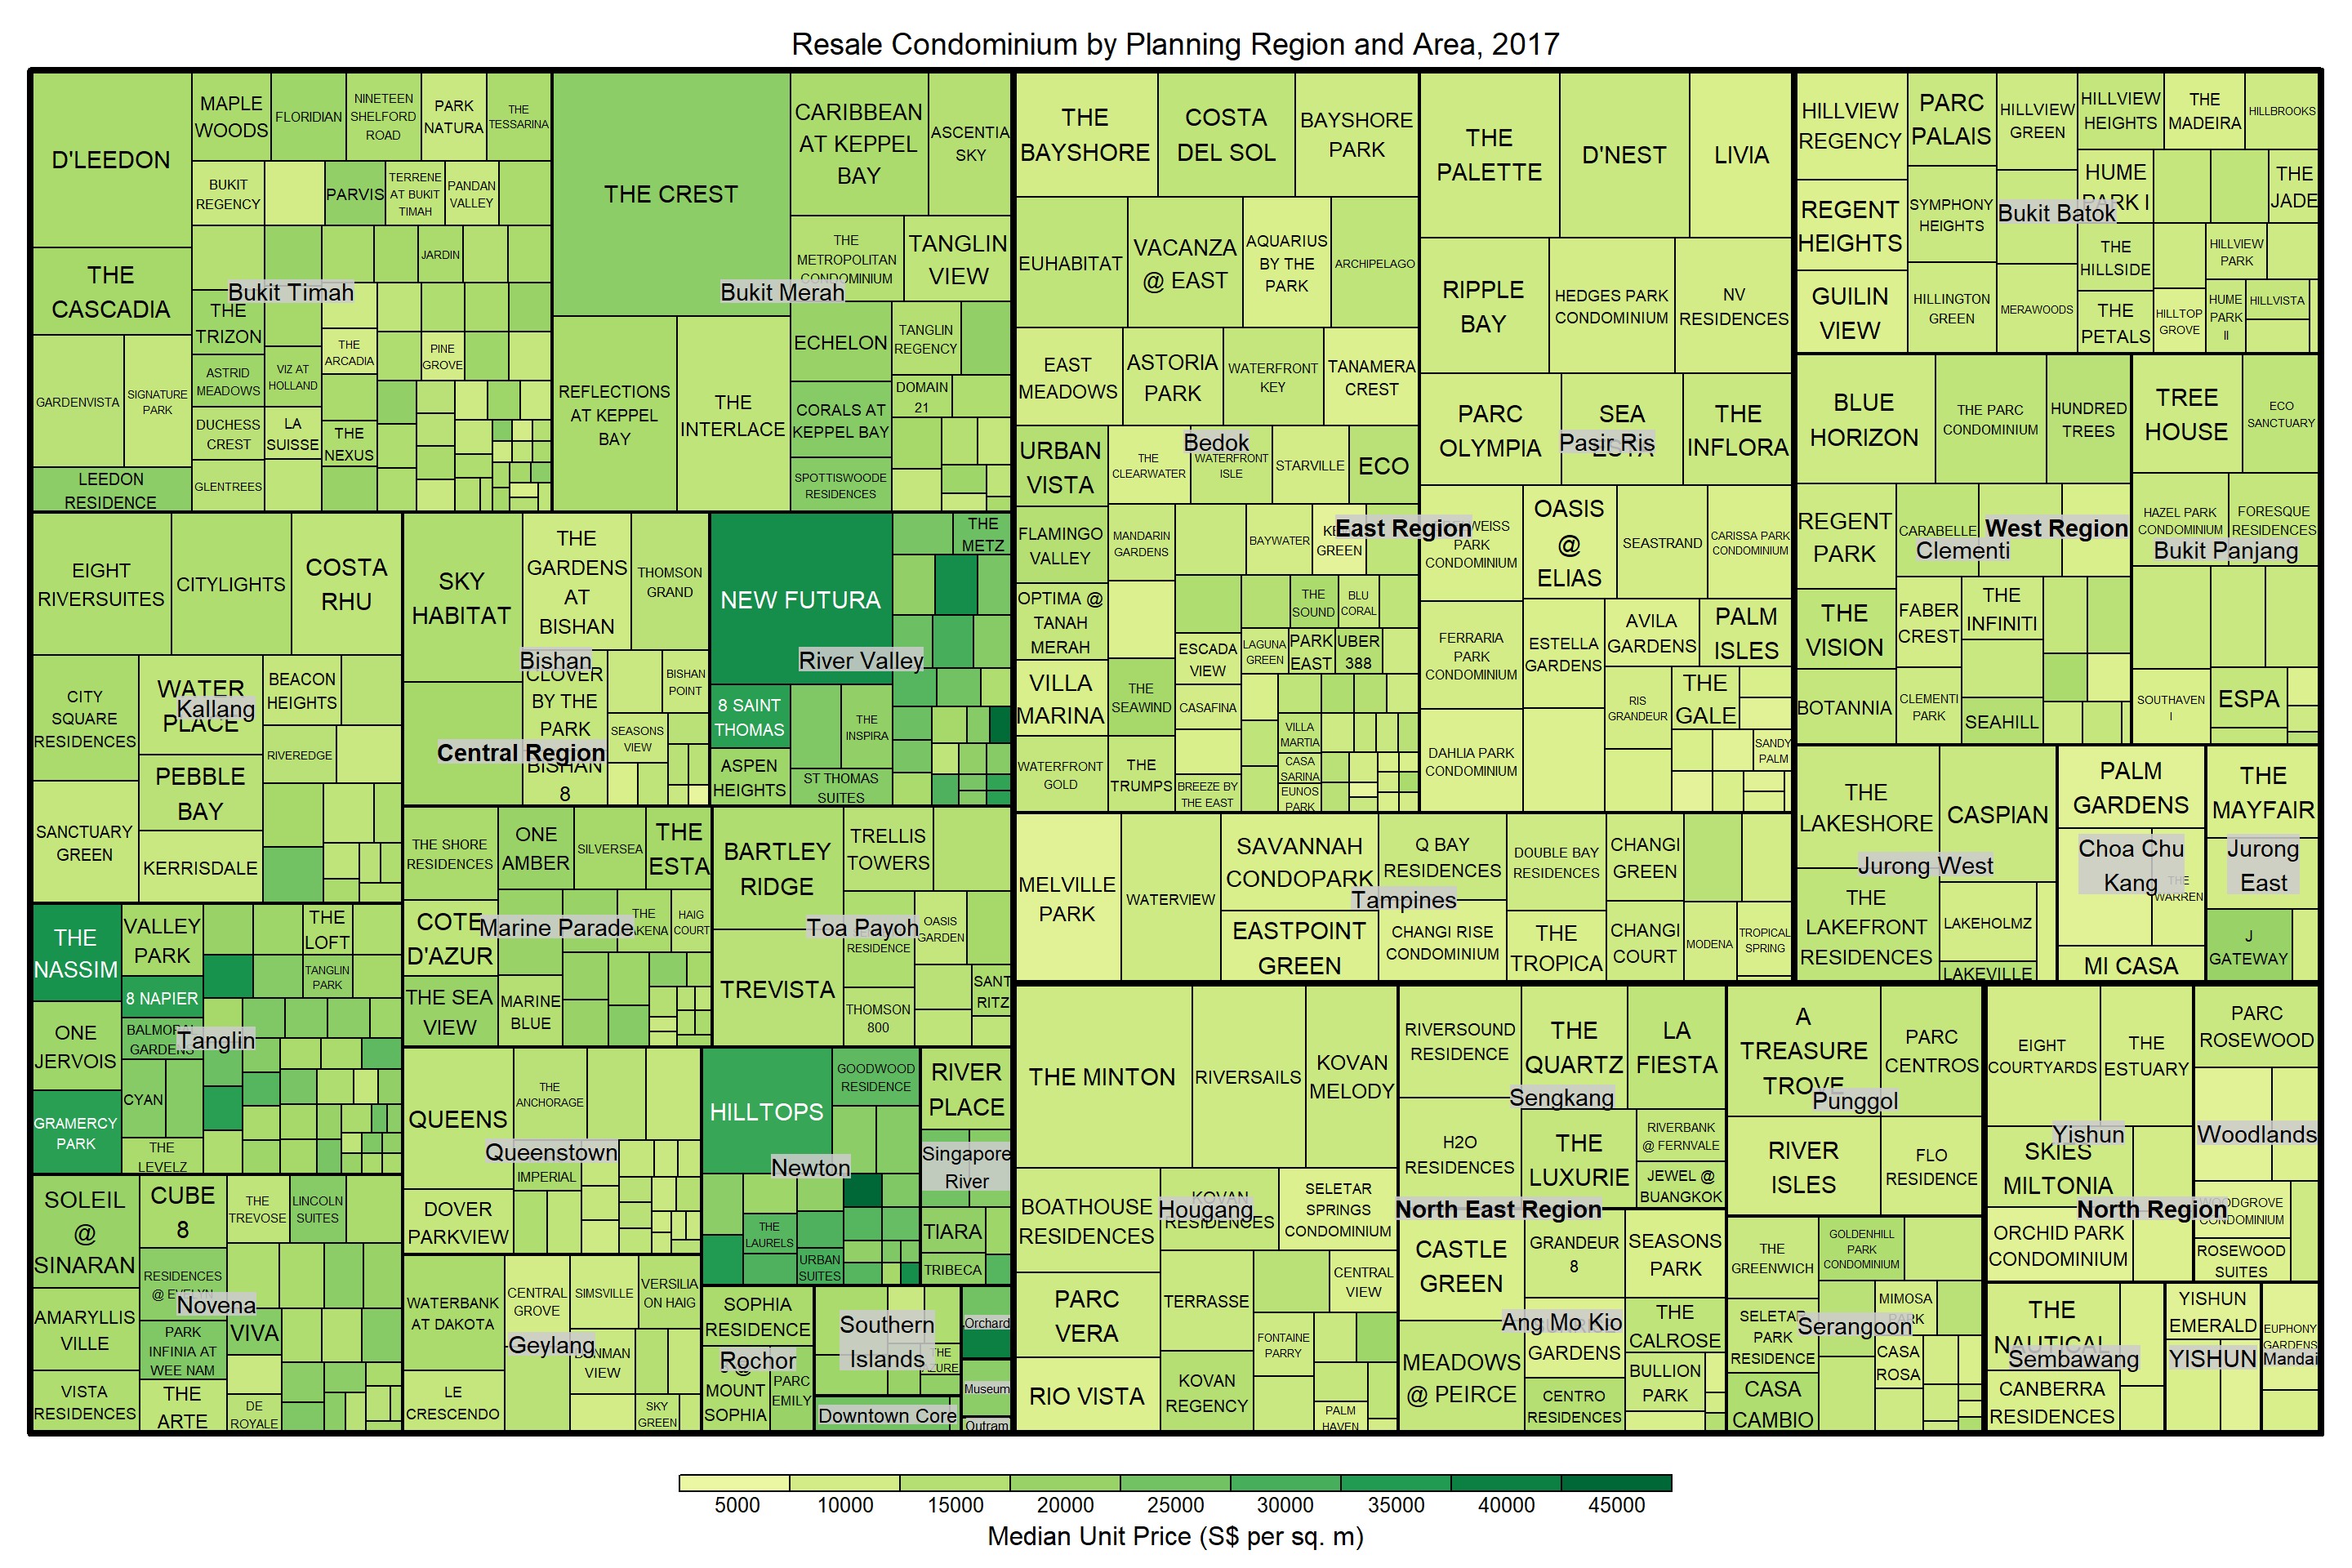 Resale Condominium by Planning Region and Area, 2017
D'LEEDON
MAPLE
WOODS
FLORIDIAN
NINETEEN
SHELFORD
ROAD
PARK
NATURA
THE
TESSARINA
BUKIT
REGENCY
PARVIS
TERRENE
AT BUKIT
TIMAH
PANDAN
VALLEY
JARDIN
THE
CASCADIA
Bukit Timah
THE
TRIZON
THE
ARCADIA
PINE
GROVE
GARDENVISTA
SIGNATURE
PARK
ASTRID
MEADOWS
VIZ AT
HOLLAND
DUCHESS
CREST
LA
SUISSE
THE
NEXUS
LEEDON
RESIDENCE
GLENTREES
THE CREST
CARIBBEAN
AT KEPPEL
BAY
ASCENTIA
SKY
THE
METROPOLITAN
CONDOMINIUM
TANGLIN
VIEW
Bukit Merah
REFLECTIONS
AT KEPPEL
BAY
THE
INTERLACE
ECHELON
TANGLIN
REGENCY
CORALS AT
KEPPEL BAY
DOMAIN
21
SPOTTISWOODE
RESIDENCES
EIGHT
RIVERSUITES
CITYLIGHTS
COSTA
RHU
CITY
SQUARE
RESIDENCES
WATER
PLACE
Kallang
BEACON
HEIGHTS
RIVEREDGE
PEBBLE
BAY
SANCTUARY
GREEN
KERRISDALE
SKY
HABITAT
THE
GARDENS
AT
BISHAN
THOMSON
GRAND
Bishan
CLOVER
BY THE
PARK
BISHAN
POINT
SEASONS
VIEW
Central Region
BISHAN
8
NEW FUTURA
THE
METZ
River Valley
8 SAINT
THOMAS
THE
INSPIRA
ASPEN
HEIGHTS
ST THOMAS
SUITES
THE SHORE
RESIDENCES
ONE
AMBER
SILVERSEA
THE
ESTA
COTE
D'AZUR
Marine Parade
THE
HAIG
COURT
THE SEA
VIEW
MARINE
BLUE
BARTLEY
RIDGE
TRELLIS
TOWERS
Toa Payoh
RESIDENCE
OASIS
GARDEN
TREVISTA
THOMSON
800
SANT
RITZ
THE
NASSIM
VALLEY
PARK
THE
LOFT
TANGLIN
PARK
8 NAPIER
ONE
JERVOIS
BALMORAL
GARDENS
Tanglin
CYAN
GRAMERCY
PARK
THE
LEVELZ
QUEENS
THE
ANCHORAGE
Queenstown
IMPERIAL
DOVER
PARKVIEW
HILLTOPS
GOODWOOD
RESIDENCE
Newton
THE
LAURELS
URBAN
SUITES
RIVER
PLACE
Singapore
River
TIARA
TRIBECA
SOLEIL
@
SINARAN
CUBE
8
THE
TREVOSE
LINCOLN
SUITES
RESIDENCES
@ EVELYN
Novena
AMARYLLIS
VILLE
PARK
INFINIA AT
WEE NAM
VIVA
VISTA
RESIDENCES
THE
ARTE
DE
ROYALE
WATERBANK
AT DAKOTA
CENTRAL
GROVE
SIMSVILLE
VERSILIA
ON HAIG
Geylang
VIEW
LE
CRESCENDO
SKY
GREEN
SOPHIA
RESIDENCE
Rochor
@
MOUNT
SOPHIA
PARC
EMILY
Southern
Islands
THE
Orchard
Museum
Downtown Core
Outram
THE
BAYSHORE
COSTA
DEL SOL
BAYSHORE
PARK
EUHABITAT
VACANZA
@ EAST
AQUARIUS
BY THE
PARK
ARCHIPELAGO
EAST
MEADOWS
ASTORIA
PARK
WATERFRONT
KEY
TANAMERA
CREST
URBAN
VISTA
THE
CLEARWATER
Bedok
WATERFRONT
ISLE
STARVILLE
ECO
FLAMINGO
VALLEY
MANDARIN
GARDENS
BAYWATER
GREEN
East Region
OPTIMA @
TANAH
MERAH
THE
SOUND
BLU
CORAL
ESCADA
VIEW
LAGUNA
GREEN
PARK
EAST
UBER
388
VILLA
MARINA
THE
SEAWIND
CASAFINA
VILLA
MARTIA
WATERFRONT
GOLD
THE
TRUMPS
BREEZE BY
THE EAST
CASA
SARINA
EUNOS
PARK
THE
PALETTE
D'NEST
LIVIA
RIPPLE
BAY
HEDGES PARK
CONDOMINIUM
NV
RESIDENCES
PARC
OLYMPIA
SEA
ESTA
Pasir Ris
THE
INFLORA
PARK
CONDOMINIUM
OASIS
@
ELIAS
SEASTRAND
CARISSA PARK
CONDOMINIUM
FERRARIA
PARK
CONDOMINIUM
ESTELLA
GARDENS
AVILA
GARDENS
PALM
ISLES
RIS
GRANDEUR
THE
GALE
DAHLIA PARK
CONDOMINIUM
SANDY
PALM
MELVILLE
PARK
WATERVIEW
SAVANNAH
CONDOPARK
Q BAY
RESIDENCES
DOUBLE BAY
RESIDENCES
CHANGI
GREEN
Tampines
EASTPOINT
GREEN
CHANGI RISE
CONDOMINIUM
THE
TROPICA
CHANGI
COURT
MODENA
TROPICAL
SPRING
HILLVIEW
REGENCY
PARC
PALAIS
HILLVIEW
GREEN
HILLVIEW
HEIGHTS
THE
MADEIRA
HILLBROOKS
REGENT
HEIGHTS
SYMPHONY
HEIGHTS
Bukit Batok
HUME
PARK I
THE
JADE
THE
HILLSIDE
HILLVIEW
PARK
GUILIN
VIEW
HILLINGTON
GREEN
MERAWOODS
THE
PETALS
HILLTOP
GROVE
HUME
PARK
II
HILLVISTA
BLUE
HORIZON
THE PARC
CONDOMINIUM
HUNDRED
TREES
REGENT
PARK
CARABELLE
West Region
Clementi
THE
VISION
FABER
CREST
THE
INFINITI
BOTANNIA
CLEMENTI
PARK
SEAHILL
TREE
HOUSE
ECO
SANCTUARY
HAZEL PARK
CONDOMINIUM
FORESQUE
RESIDENCES
Bukit Panjang
SOUTHAVEN
I
ESPA
THE
LAKESHORE
CASPIAN
Jurong West
THE
LAKEFRONT
RESIDENCES
LAKEHOLMZ
LAKEVILLE
PALM
GARDENS
Choa Chu
Kang
THE
WARREN
MI CASA
THE
MAYFAIR
Jurong
East
J
GATEWAY
THE MINTON
RIVERSAILS
KOVAN
MELODY
BOATHOUSE
RESIDENCES
KOVAN
RESIDENCES
Hougang
SELETAR
SPRINGS
CONDOMINIUM
PARC
VERA
TERRASSE
CENTRAL
VIEW
FONTAINE
PARRY
RIO VISTA
KOVAN
REGENCY
PALM
HAVEN
RIVERSOUND
RESIDENCE
THE
QUARTZ
LA
FIESTA
Sengkang
H2O
RESIDENCES
THE
LUXURIE
RIVERBANK
@ FERNVALE
JEWEL @
BUANGKOK
North East Region
A
TREASURE
TROVE
PARC
CENTROS
Punggol
RIVER
ISLES
FLO
RESIDENCE
CASTLE
GREEN
GRANDEUR
8
SEASONS
PARK
Ang Mo Kio
GARDENS
THE
CALROSE
MEADOWS
@ PEIRCE
CENTRO
RESIDENCES
BULLION
PARK
THE
GREENWICH
GOLDENHILL
PARK
CONDOMINIUM
SELETAR
PARK
RESIDENCE
MIMOSA
PARK
Serangoon
CASA
ROSA
CASA
CAMBIO
EIGHT
COURTYARDS
THE
ESTUARY
Yishun
SKIES
MILTONIA
ORCHID PARK
CONDOMINIUM
PARC
ROSEWOOD
Woodlands
WOODGROVE
CONDOMINIUM
North Region
ROSEWOOD
SUITES
THE
NAUTICAL
Sembawang
CANBERRA
RESIDENCES
YISHUN
EMERALD
YISHUN
EUPHONY
GARDENS
Mandai
5000 10000 15000 20000 25000 30000 35000 40000 45000
Median Unit Price (S$ per sq. m)